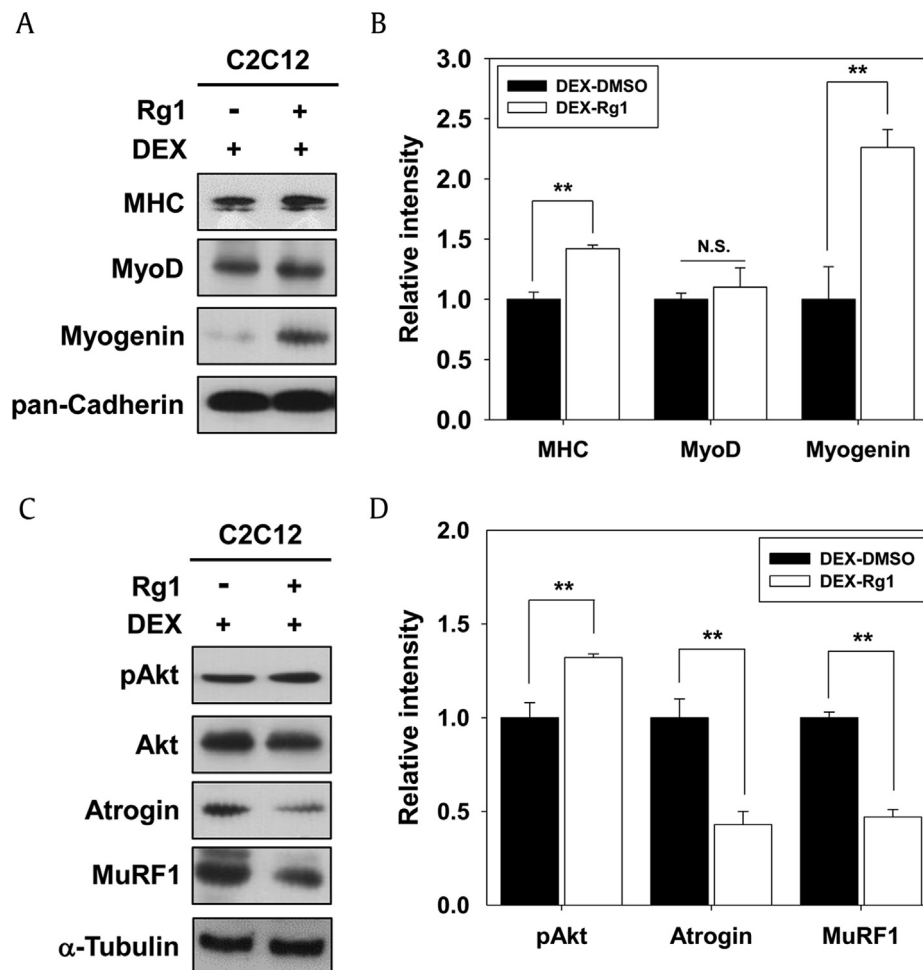 A
C2C12
Rg1 - +
DEX + +
MHC
MyoD
Myogenin
pan-Cadherin
B
3.0
2.5
2.0
1.5
1.0
0.5
0.0
Relative intensity
DEX-DMSO
DEX-Rg1
**
N.S.
**
MHC MyoD Myogenin
C
C2C12
Rg1 - +
DEX + +
pAkt
Akt
Atrogin
MuRF1
α-Tubulin
D
2.0
1.5
1.0
0.5
0.0
Relative intensity
DEX-DMSO
DEX-Rg1
**
**
**
pAkt Atrogin MuRF1